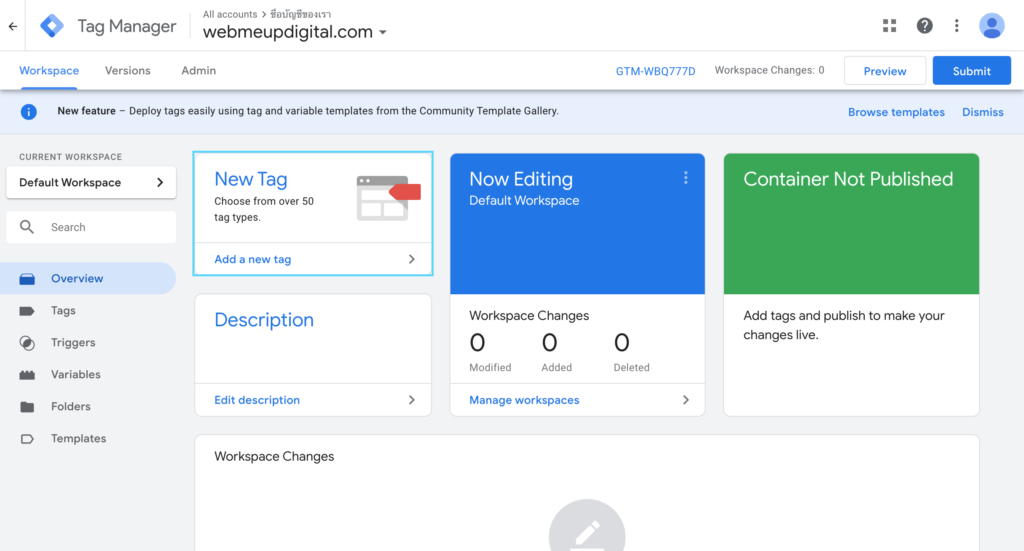 Tag Manager
All accounts > ชื่อบัญชีของเรา
webmeupdigital.com
Workspace
Versions
Admin
GTM-WBQ777D
Workspace Changes: 0
Preview
Submit
New feature – Deploy tags easily using tag and variable templates from the Community Template Gallery.
Browse templates
Dismiss
CURRENT WORKSPACE
Default Workspace
Search
Overview
Tags
Triggers
Variables
Folders
Templates
New Tag
Choose from over 50
tag types.
Add a new tag
Description
Edit description
Now Editing
Default Workspace
Workspace Changes
0 0 0
Modified Added Deleted
Manage workspaces
Container Not Published
Add tags and publish to make your
changes live.
Workspace Changes